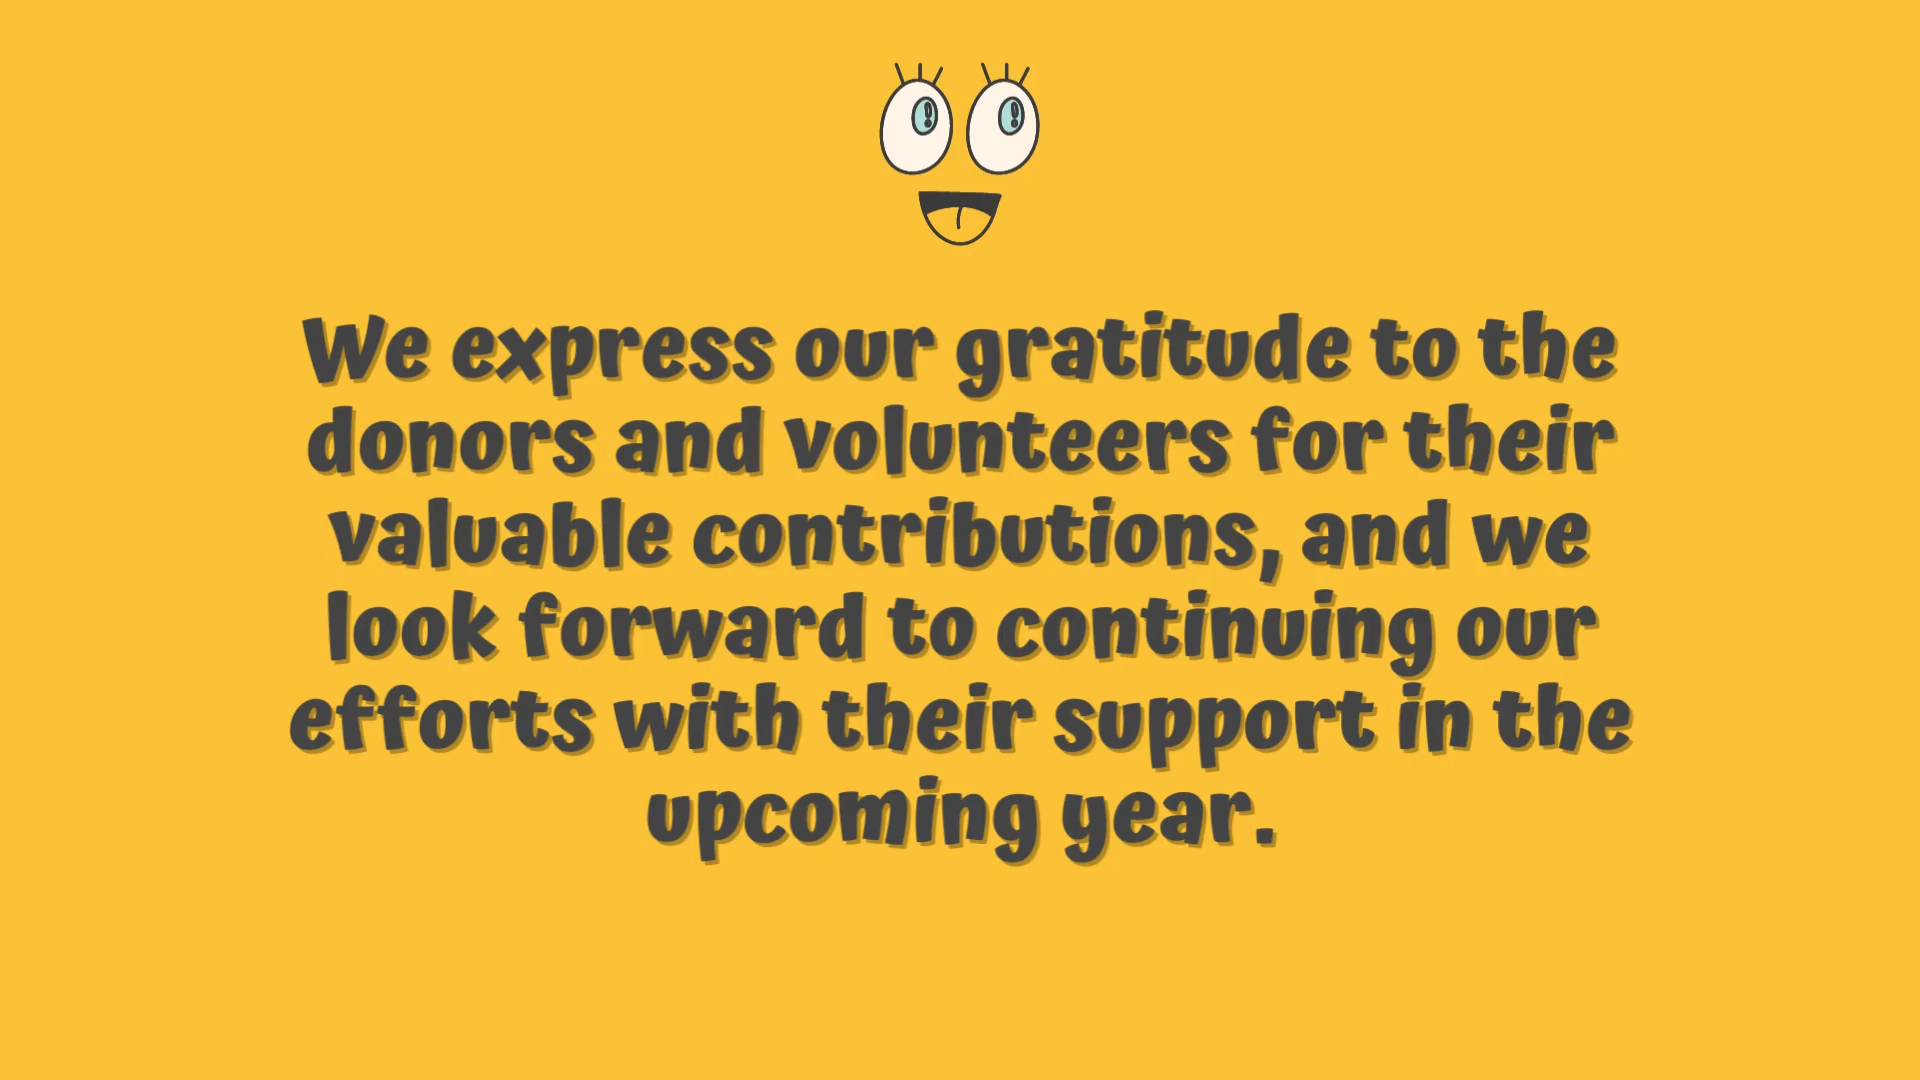 We express our gratitude to the
donors and volunteers for their
valuable contributions, and we
look forward to continuing our
efforts with their support in the
upcoming year.